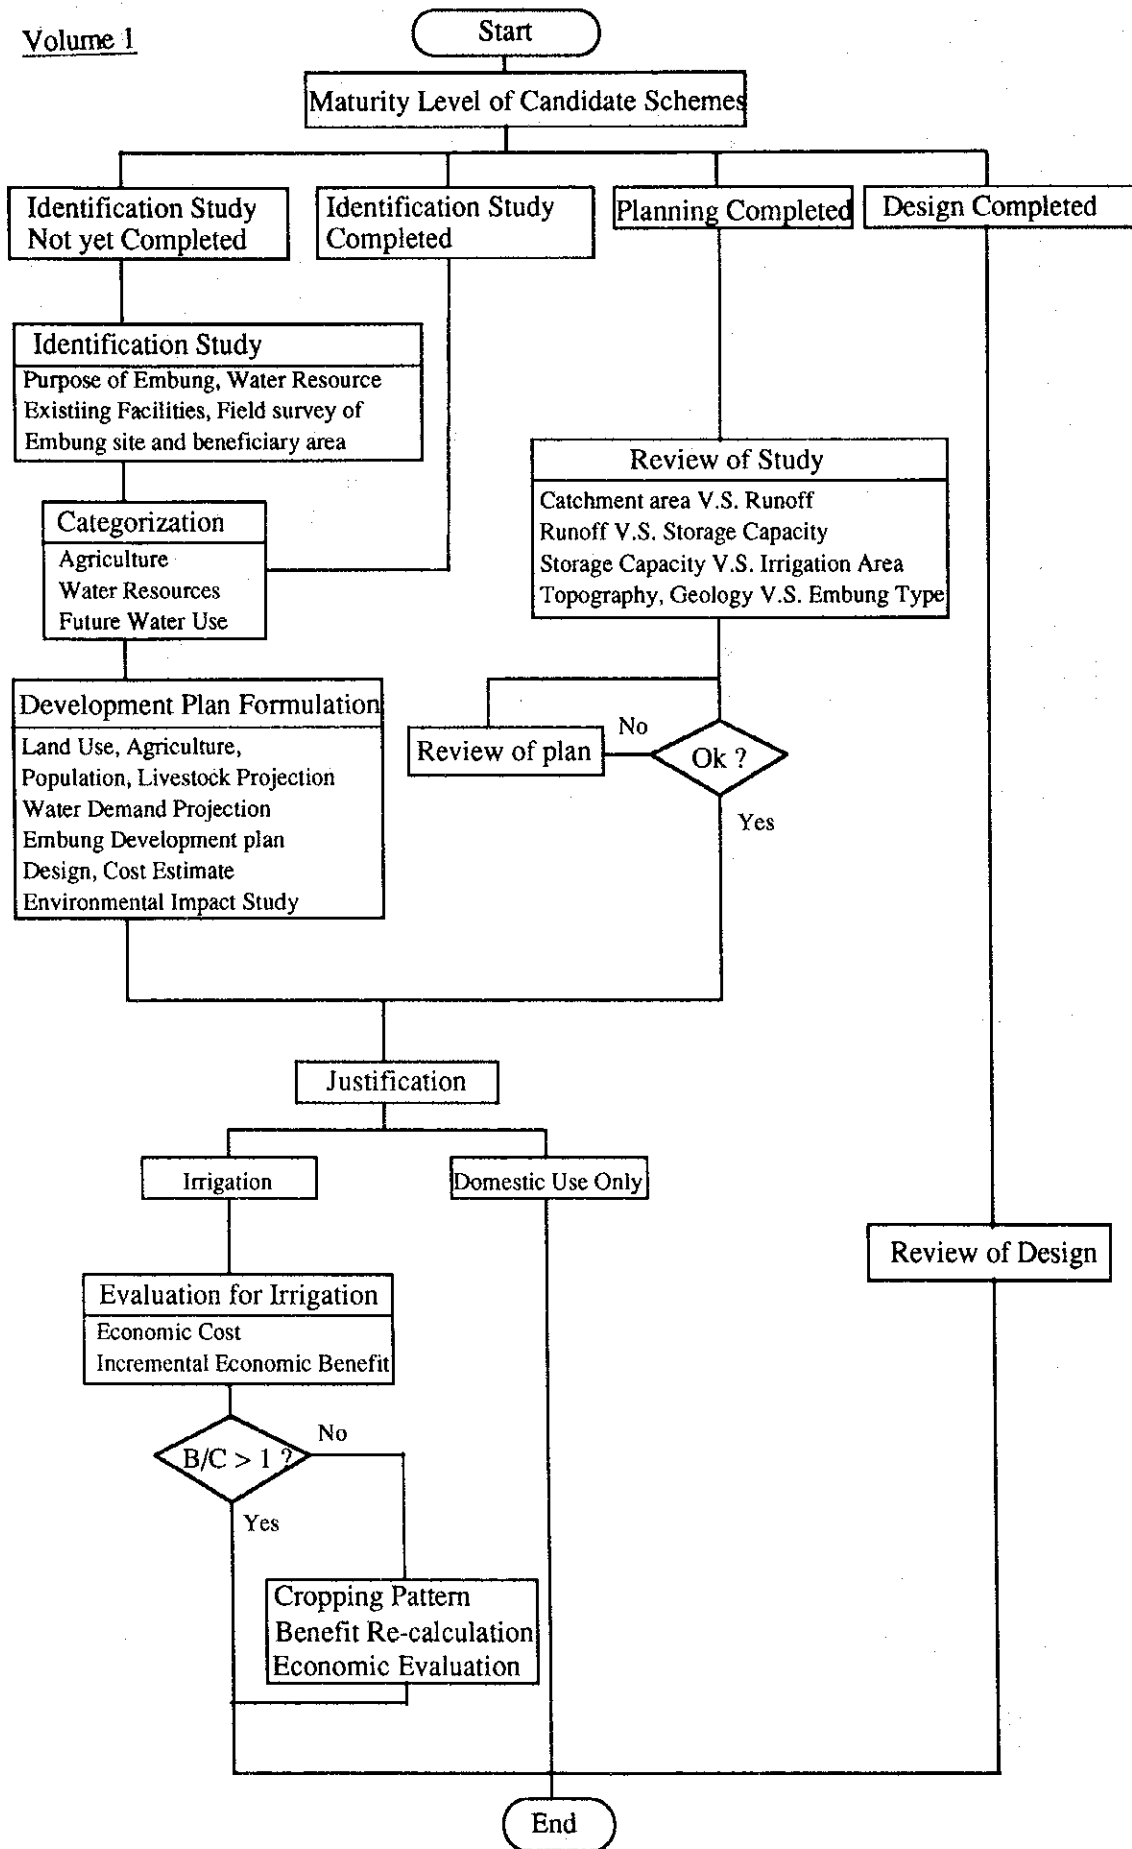 Volume 1
Start
Maturity Level of Candidate Schemes
Identification Study
Not yet Completed
Identification Study
Completed
Planning Completed
Design Completed
Identification Study
Purpose of Embung, Water Resource
Existiing Facilities, Field survey of
Embung site and beneficiary area
Categorization
Agriculture
Water Resources
Future Water Use
Review of Study
Catchment area V.S. Runoff
Runoff V.S. Storage Capacity
Storage Capacity V.S. Irrigation Area
Topography, Geology V.S. Embung Type
Development Plan Formulation
Land Use, Agriculture,
Population, Livestock Projection
Water Demand Projection
Embung Development plan
Design, Cost Estimate
Environmental Impact Study
Review of plan
No
Ok ?
Yes
Justification
Irrigation
Domestic Use Only
Review of Design
Evaluation for Irrigation
Economic Cost
Incremental Economic Benefit
B/C > 1 ?
No
Yes
Cropping Pattern
Benefit Re-calculation
Economic Evaluation
End